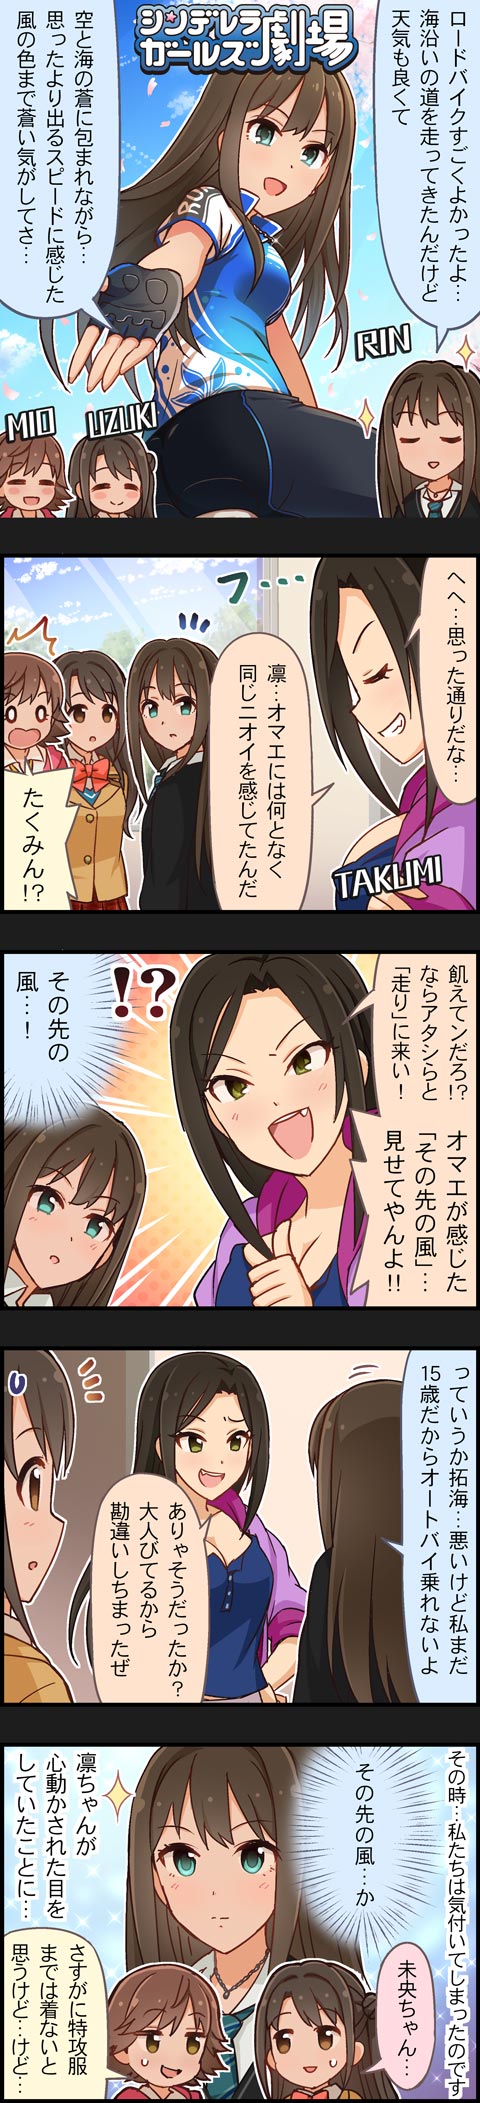 シンデレラ
ガールズ劇場
ロードバイクすごくよかったよ…
海沿いの道を走ってきたんだけど
天気も良くて
空と海の蒼に包まれながら…
思ったより出るスピードに感じた
風の色まで蒼い気がしてさ…
RIN
UZUKI
MIO
へへ…思った通りだな…
フ…
凛…オマエには何となく
同じニオイを感じてたんだ
たくみん!?
TAKUMI
飢えてンだろ!?
ならアタシらと
「走り」に来い!
オマエが感じた
「その先の風」…
見せてやんよ!!
!?
その先の
風…!
っていうか拓海…悪いけど私まだ
15歳だからオートバイ乗れないよ
ありゃそうだったか?
大人びてるから
勘違いしちまったぜ
その時…私たちは気付いてしまったのです
その先の風…か
凛ちゃんが
心動かされた目を
していたことに…
未央ちゃん…
さすがに特攻服
までは着ないと
思うけど…けど…